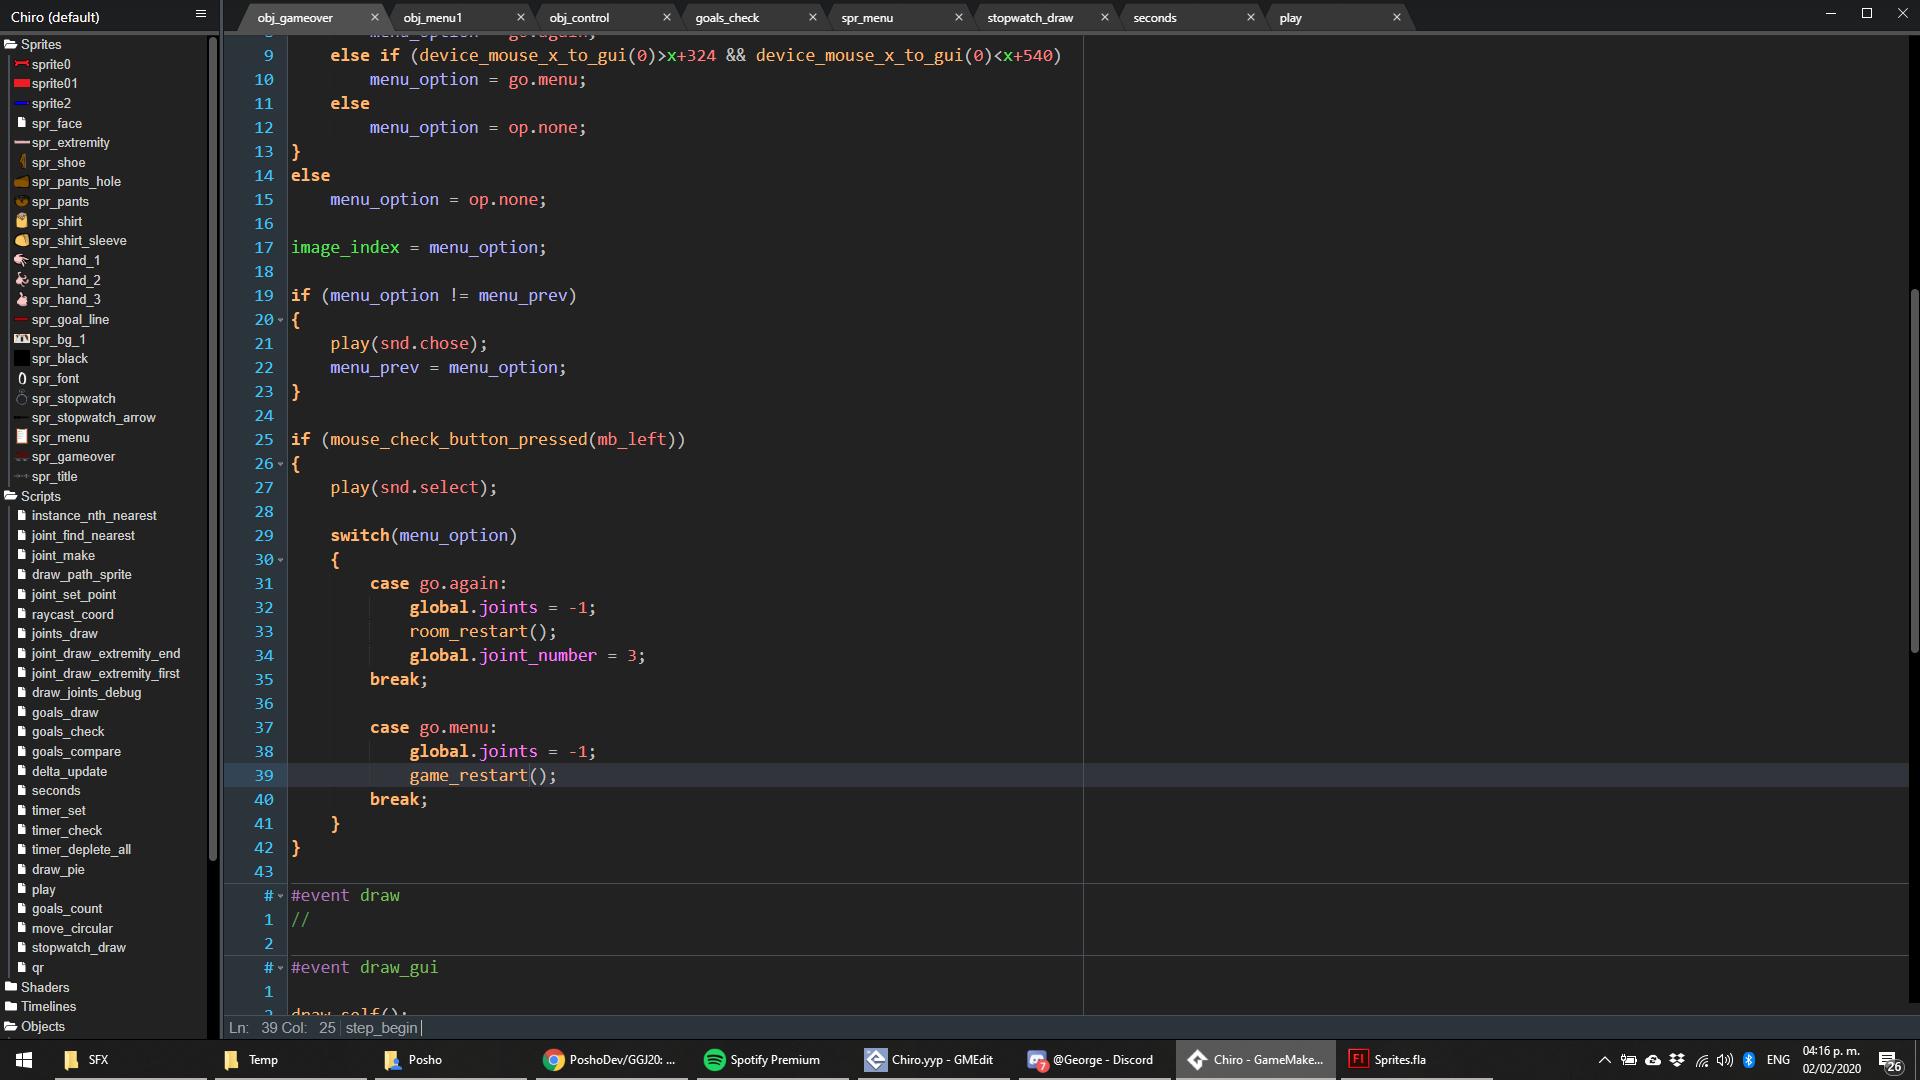 Chiro (default)
obj_gameover
obj_menu1
obj_control
goals_check
spr_menu
stopwatch_draw
seconds
play
Sprites
sprite0
sprite01
sprite2
spr_face
spr_extremity
spr_shoe
spr_pants_hole
spr_pants
spr_shirt
spr_shirt_sleeve
spr_hand_1
spr_hand_2
spr_hand_3
spr_goal_line
spr_bg_1
spr_black
spr_font
spr_stopwatch
spr_stopwatch_arrow
spr_menu
spr_gameover
spr_title
Scripts
instance_nth_nearest
joint_find_nearest
joint_make
draw_path_sprite
joint_set_point
raycast_coord
joints_draw
joint_draw_extremity_end
joint_draw_extremity_first
draw_joints_debug
goals_draw
goals_check
goals_compare
delta_update
seconds
timer_set
timer_check
timer_deplete_all
draw_pie
play
goals_count
move_circular
stopwatch_draw
qr
Shaders
Timelines
Objects
8 menu_option = go.again;
9 else if (device_mouse_x_to_gui(0)>x+324 && device_mouse_x_to_gui(0)<x+540)
10 menu_option = go.menu;
11 else
12 menu_option = op.none;
13 }
14 else
15 menu_option = op.none;
16
17 image_index = menu_option;
18
19 if (menu_option != menu_prev)
20 {
21 play(snd.chose);
22 menu_prev = menu_option;
23 }
24
25 if (mouse_check_button_pressed(mb_left))
26 {
27 play(snd.select);
28
29 switch(menu_option)
30 {
31 case go.again:
32 global.joints = -1;
33 room_restart();
34 global.joint_number = 3;
35 break;
36
37 case go.menu:
38 global.joints = -1;
39 game_restart();
40 break;
41 }
42 }
43
# #event draw
1 //
2
# #event draw_gui
1
2 draw_self();
Ln: 39 Col: 25 step_begin
SFX
Temp
Posho
PoshoDev/GGJ20: ...
Spotify Premium
Chiro.yyp - GMEdit
7
@George - Discord
Chiro - GameMake...
Fl
Sprites.fla
ENG
04:16 p. m.
02/02/2020
26